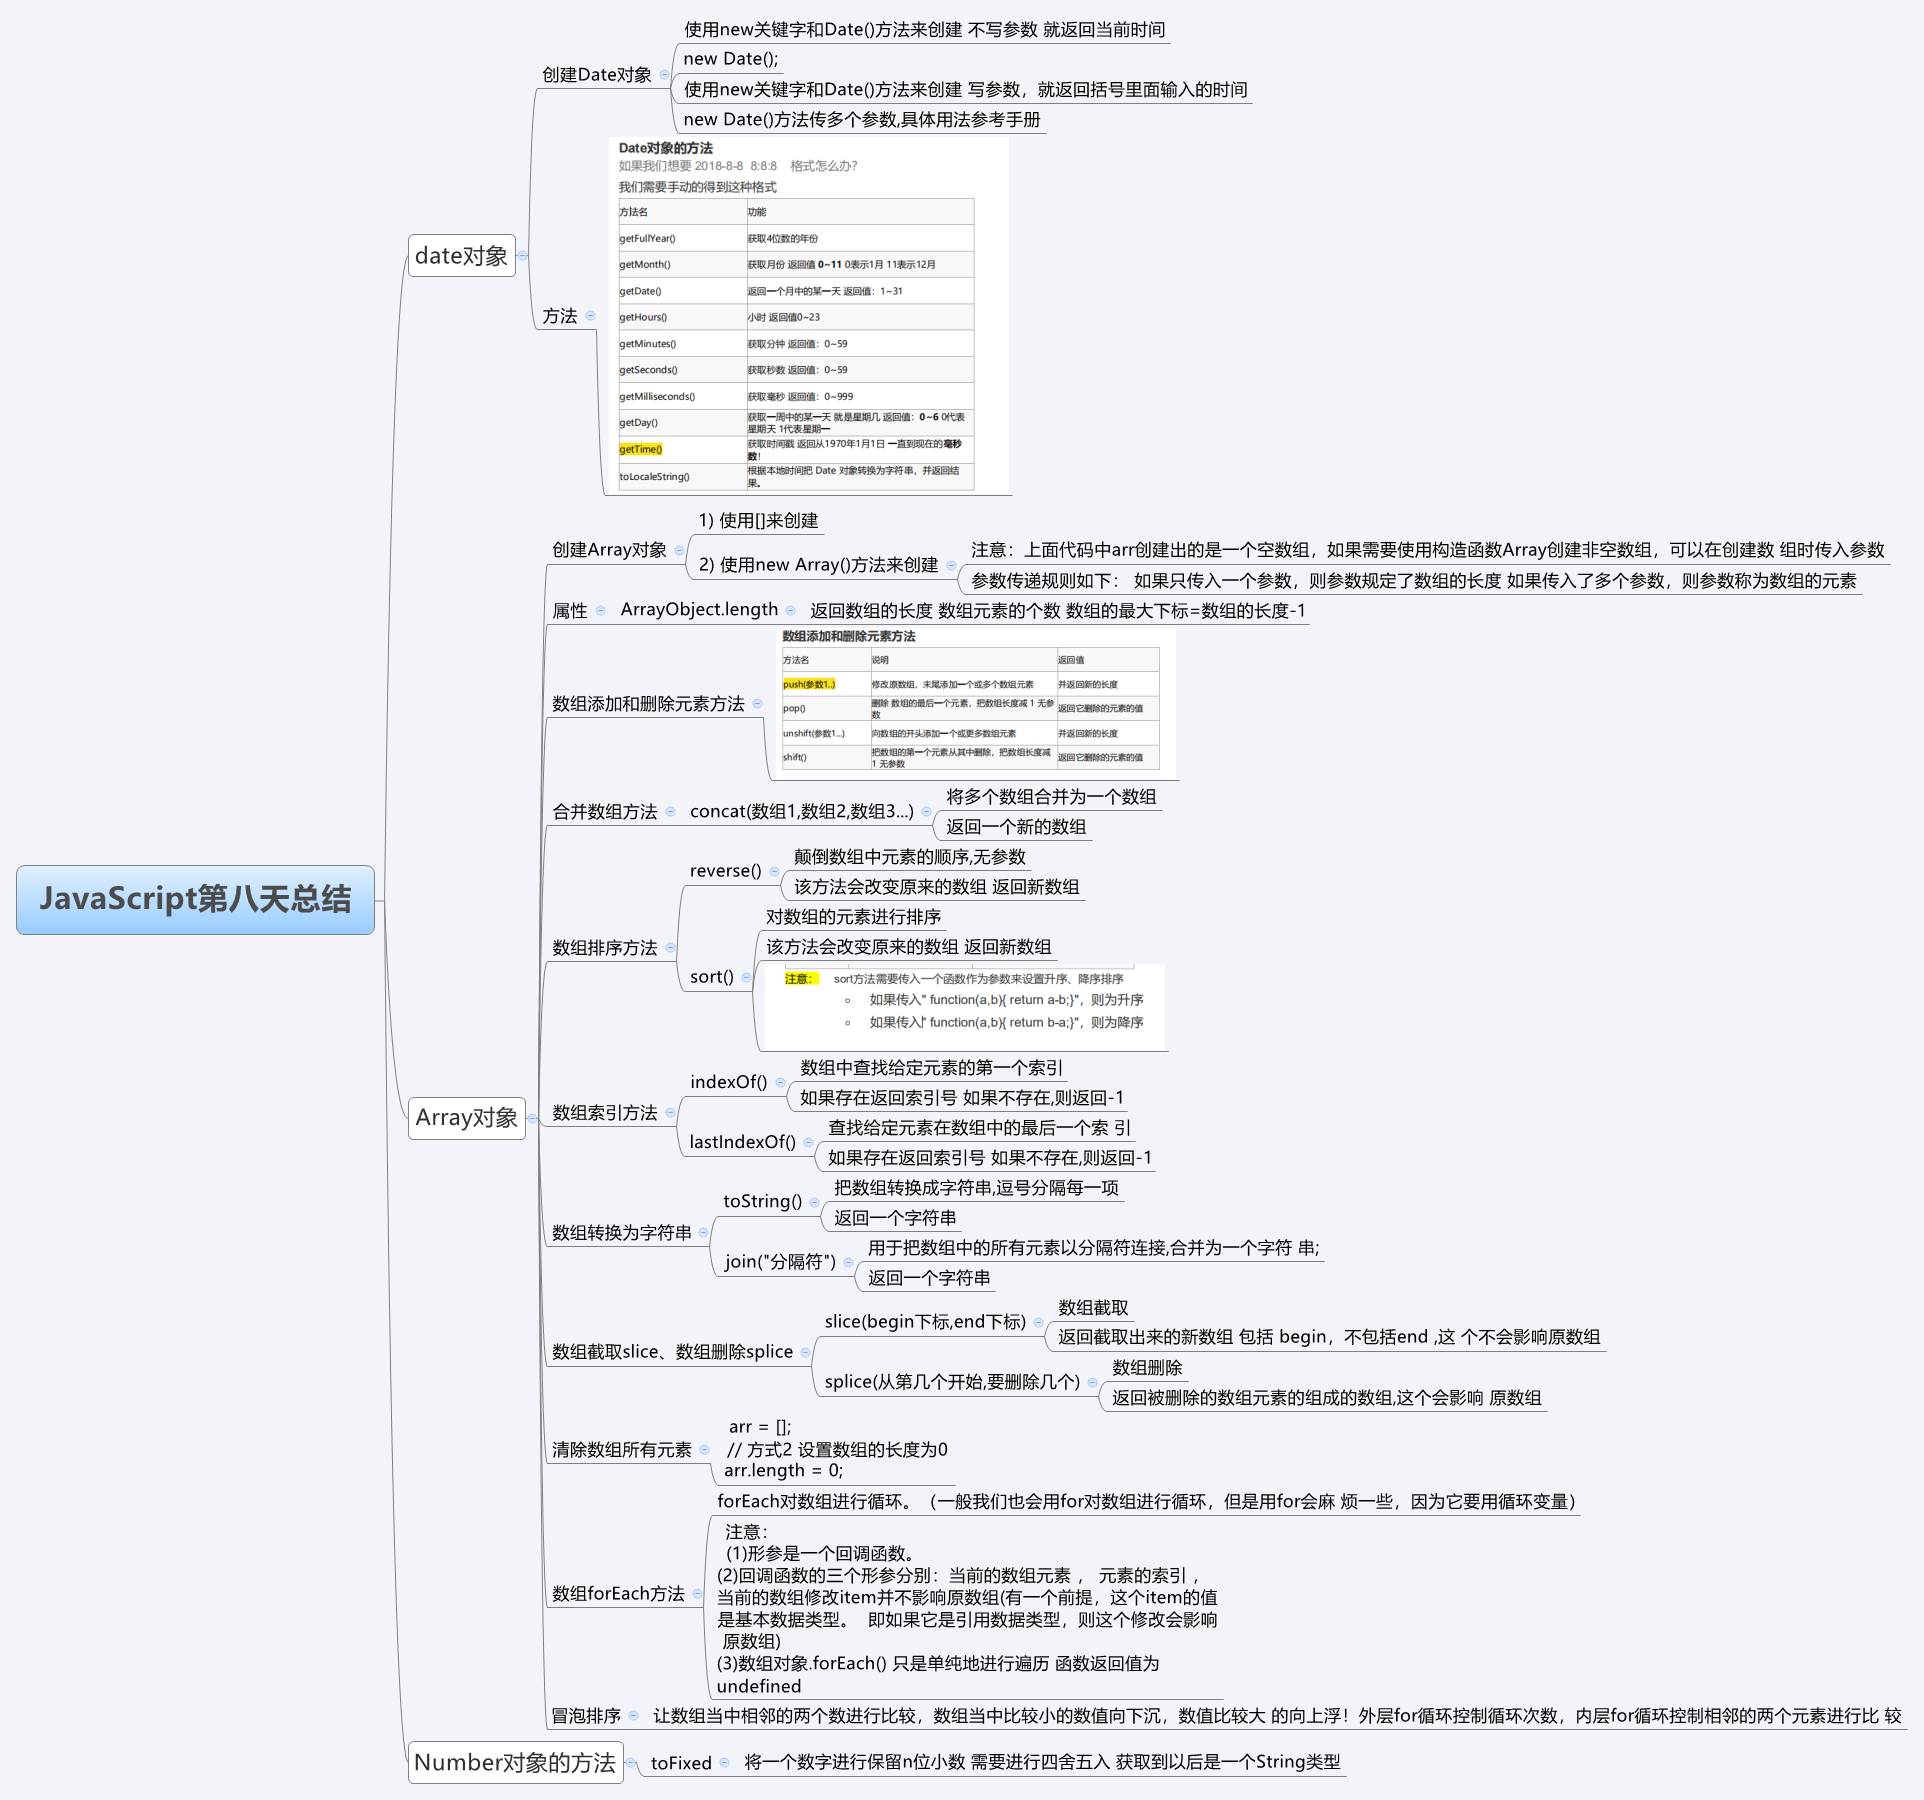 使用new关键字和Date()方法来创建 不写参数 就返回当前时间
new Date();
创建Date对象
使用new关键字和Date()方法来创建 写参数，就返回括号里面输入的时间
new Date()方法传多个参数,具体用法参考手册
date对象
方法
Date对象的方法
如果我们想要 2018-8-8 8:8:8 格式怎么办?
我们需要手动的得到这种格式
方法名 功能
getFullYear() 获取4位数的年份
getMonth() 获取月份 返回值 0~11 0表示1月 11表示12月
getDate() 返回一个月中的某一天 返回值：1~31
getHours() 小时 返回值0~23
getMinutes() 获取分钟 返回值：0~59
getSeconds() 获取秒数 返回值：0~59
getMilliseconds() 获取毫秒 返回值：0~999
getDay() 获取一周中的某一天 就是星期几 返回值：0~6 0代表
星期天 1代表星期一
getTime() 获取时间戳 返回从1970年1月1日 一直到现在的毫秒
数!
toLocaleString() 根据本地时间把 Date 对象转换为字符串，并返回结
果。
JavaScript第八天总结
Array对象
创建Array对象
1) 使用[]来创建
2) 使用new Array()方法来创建
注意：上面代码中arr创建出的是一个空数组，如果需要使用构造函数Array创建非空数组，可以在创建数 组时传入参数
参数传递规则如下： 如果只传入一个参数，则参数规定了数组的长度 如果传入了多个参数，则参数称为数组的元素
属性 ArrayObject.length 返回数组的长度 数组元素的个数 数组的最大下标=数组的长度-1
数组添加和删除元素方法
数组添加和删除元素方法
方法名 说明 返回值
push(参数1..) 修改原数组，末尾添加一个或多个数组元素 并返回新的长度
pop() 删除 数组的最后一个元素，把数组长度减 1 无参
数 返回它删除的元素的值
unshift(参数1...) 向数组的开头添加一个或更多数组元素 并返回新的长度
shift() 把数组的第一个元素从其中删除，把数组长度减
1 无参数 返回它删除的元素的值
合并数组方法 concat(数组1,数组2,数组3...)
将多个数组合并为一个数组
返回一个新的数组
数组排序方法
reverse()
颠倒数组中元素的顺序,无参数
该方法会改变原来的数组 返回新数组
sort()
对数组的元素进行排序
该方法会改变原来的数组 返回新数组
注意： sort方法需要传入一个函数作为参数来设置升序、降序排序
如果传入" function(a,b){ return a-b;}"，则为升序
如果传入" function(a,b){ return b-a;}"，则为降序
数组索引方法
indexOf()
数组中查找给定元素的第一个索引
如果存在返回索引号 如果不存在,则返回-1
lastIndexOf()
查找给定元素在数组中的最后一个索 引
如果存在返回索引号 如果不存在,则返回-1
数组转换为字符串
toString()
把数组转换成字符串,逗号分隔每一项
返回一个字符串
join("分隔符")
用于把数组中的所有元素以分隔符连接,合并为一个字符 串;
返回一个字符串
数组截取slice、数组删除splice
slice(begin下标,end下标)
数组截取
返回截取出来的新数组 包括 begin，不包括end ,这 个不会影响原数组
splice(从第几个开始,要删除几个)
数组删除
返回被删除的数组元素的组成的数组,这个会影响 原数组
清除数组所有元素
arr = [];
// 方式2 设置数组的长度为0
arr.length = 0;
数组forEach方法
forEach对数组进行循环。（一般我们也会用for对数组进行循环，但是用for会麻 烦一些，因为它要用循环变量）
注意：
(1)形参是一个回调函数。
(2)回调函数的三个形参分别：当前的数组元素 ， 元素的索引 ，
当前的数组修改item并不影响原数组(有一个前提，这个item的值
是基本数据类型。 即如果它是引用数据类型，则这个修改会影响
原数组)
(3)数组对象.forEach() 只是单纯地进行遍历 函数返回值为
undefined
冒泡排序 让数组当中相邻的两个数进行比较，数组当中比较小的数值向下沉，数值比较大 的向上浮！外层for循环控制循环次数，内层for循环控制相邻的两个元素进行比 较
Number对象的方法 toFixed 将一个数字进行保留n位小数 需要进行四舍五入 获取到以后是一个String类型